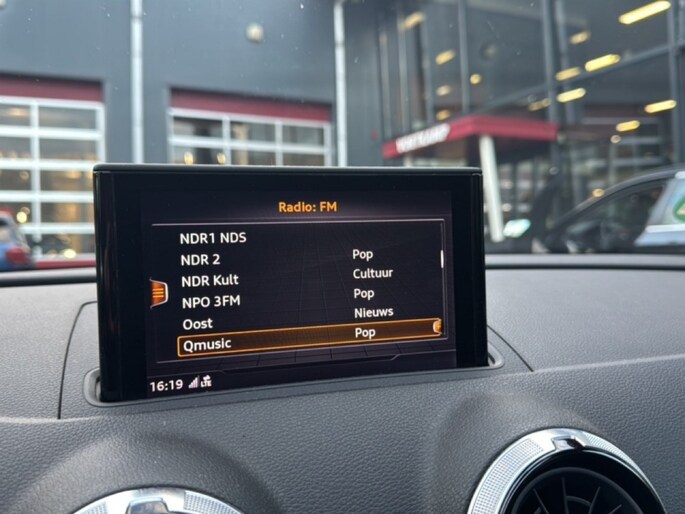 Radio: FM
NDR1 NDS
NDR 2 Pop
NDR Kult Cultuur
NPO 3FM Pop
Oost Nieuws
Qmusic Pop
16:19 LTE